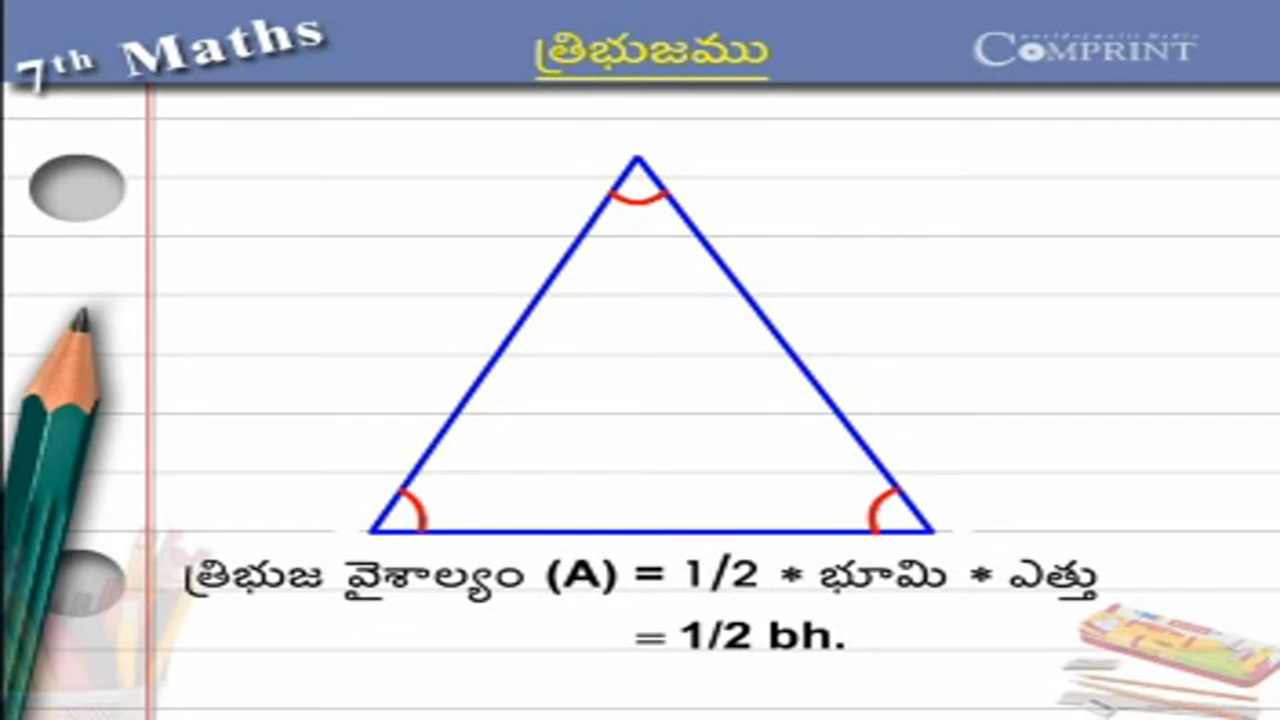 7th Maths
త్రిభుజము
COMPRINT
త్రిభుజ వైశాల్యం (A) = 1/2 * భూమి * ఎత్తు
= 1/2 bh.